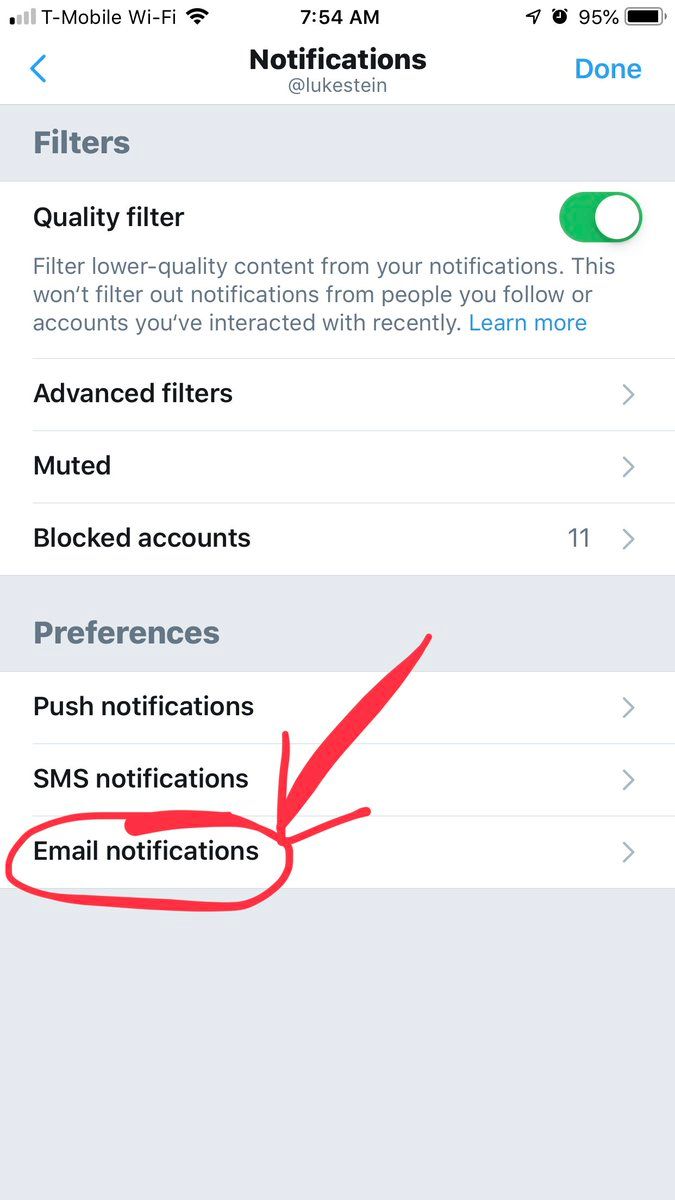 T-Mobile Wi-Fi 7:54 AM 95%
Notifications
@lukestein
Done
Filters
Quality filter
Filter lower-quality content from your notifications. This
won‘t filter out notifications from people you follow or
accounts you‘ve interacted with recently. Learn more
Advanced filters
Muted
Blocked accounts 11
Preferences
Push notifications
SMS notifications
Email notifications